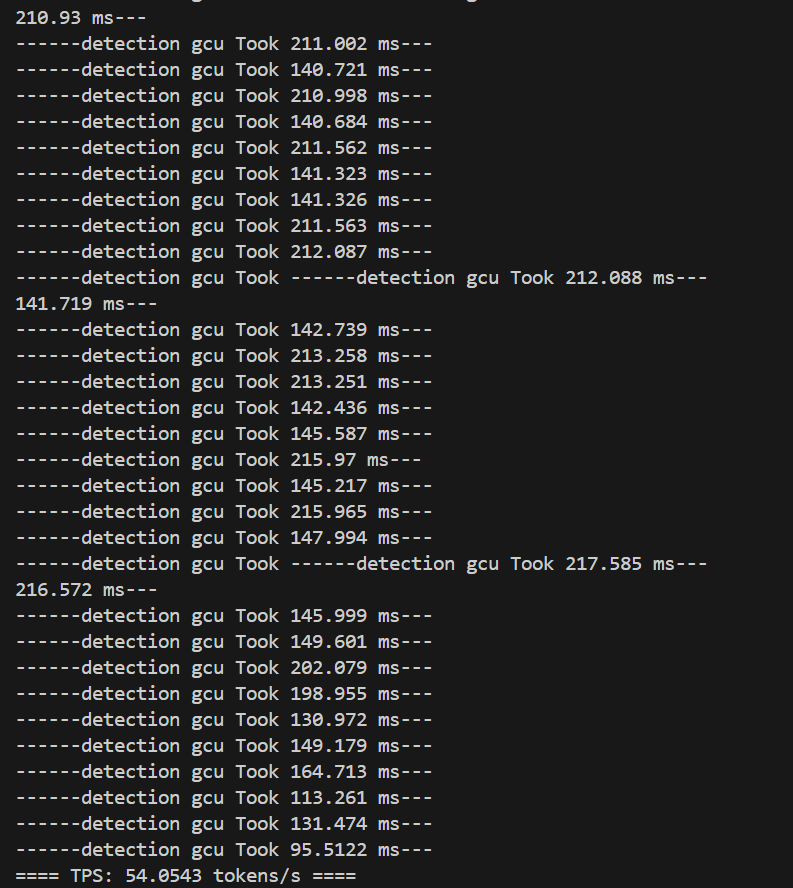 210.93 ms---
------detection gcu Took 211.002 ms---
------detection gcu Took 140.721 ms---
------detection gcu Took 210.998 ms---
------detection gcu Took 140.684 ms---
------detection gcu Took 211.562 ms---
------detection gcu Took 141.323 ms---
------detection gcu Took 141.326 ms---
------detection gcu Took 211.563 ms---
------detection gcu Took 212.087 ms---
------detection gcu Took ------detection gcu Took 212.088 ms---
141.719 ms---
------detection gcu Took 142.739 ms---
------detection gcu Took 213.258 ms---
------detection gcu Took 213.251 ms---
------detection gcu Took 142.436 ms---
------detection gcu Took 145.587 ms---
------detection gcu Took 215.97 ms---
------detection gcu Took 145.217 ms---
------detection gcu Took 215.965 ms---
------detection gcu Took 147.994 ms---
------detection gcu Took ------detection gcu Took 217.585 ms---
216.572 ms---
------detection gcu Took 145.999 ms---
------detection gcu Took 149.601 ms---
------detection gcu Took 202.079 ms---
------detection gcu Took 198.955 ms---
------detection gcu Took 130.972 ms---
------detection gcu Took 149.179 ms---
------detection gcu Took 164.713 ms---
------detection gcu Took 113.261 ms---
------detection gcu Took 131.474 ms---
------detection gcu Took 95.5122 ms---
==== TPS: 54.0543 tokens/s ====